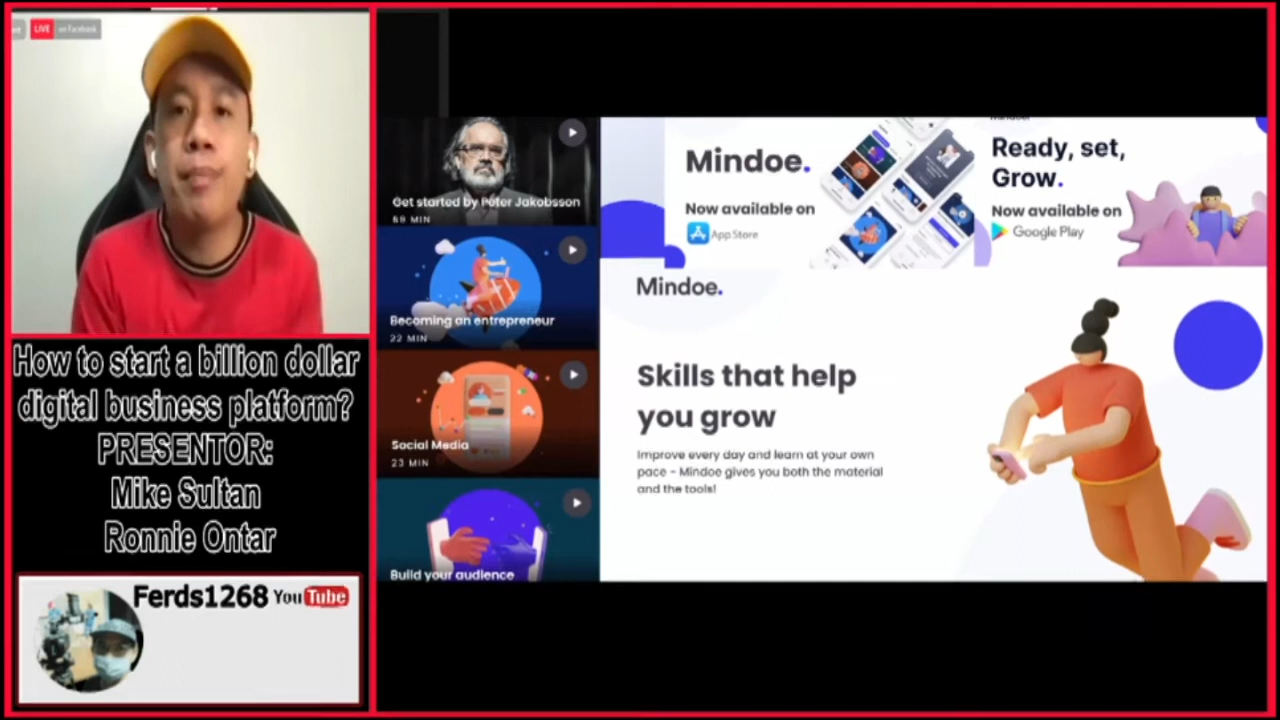 LIVE
on Facebook
How to start a billion dollar
digital business platform?
PRESENTOR:
Mike Sultan
Ronnie Ontar
Ferds1268 YouTube
Get started by Peter Jakobsson
59 MIN
Becoming an entrepreneur
22 MIN
Social Media
23 MIN
Build your audience
Mindoe.
Now available on
App Store
Ready, set,
Grow.
Now available on
Google Play
Mindoe.
Skills that help
you grow
Improve every day and learn at your own
pace - Mindoe gives you both the material
and the tools!